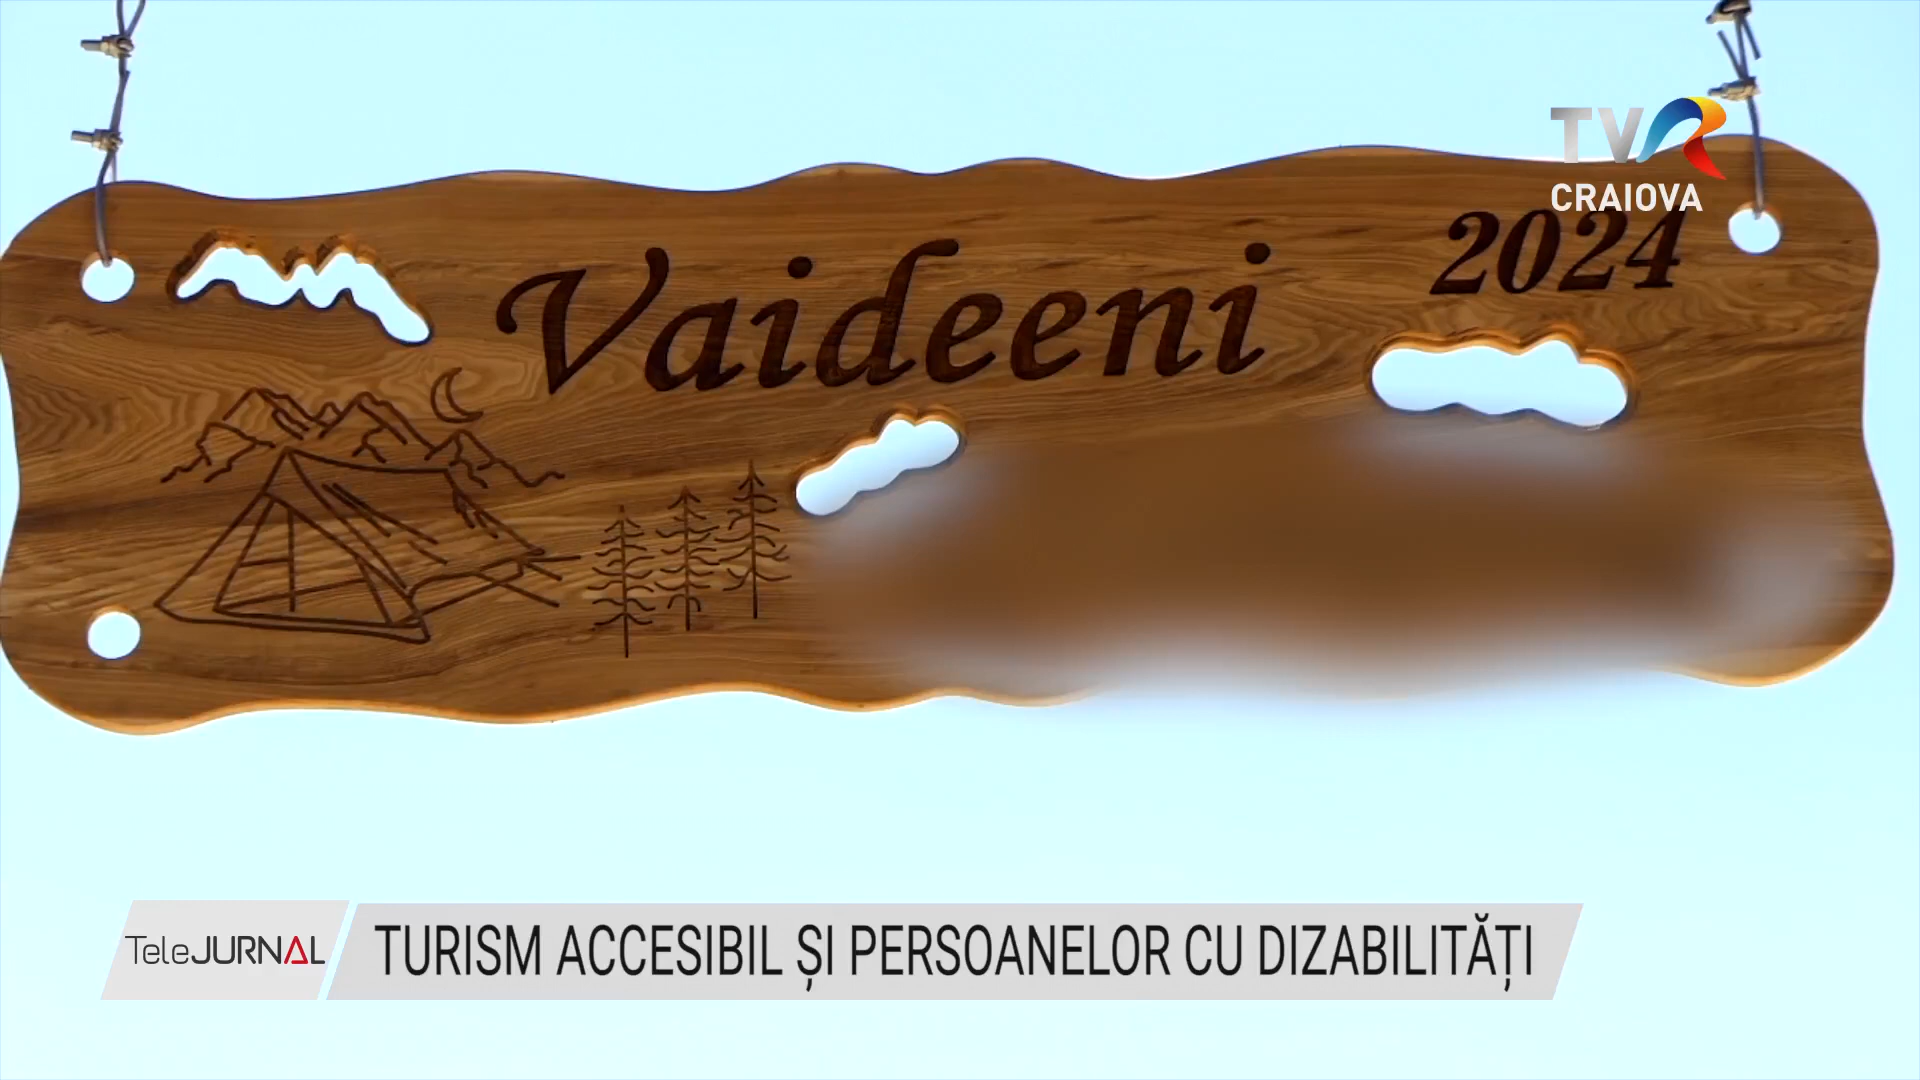 TVR
CRAIOVA
2024
Vaideeni
TeleJURNAL
TURISM ACCESIBIL ȘI PERSOANELOR CU DIZABILITĂȚI